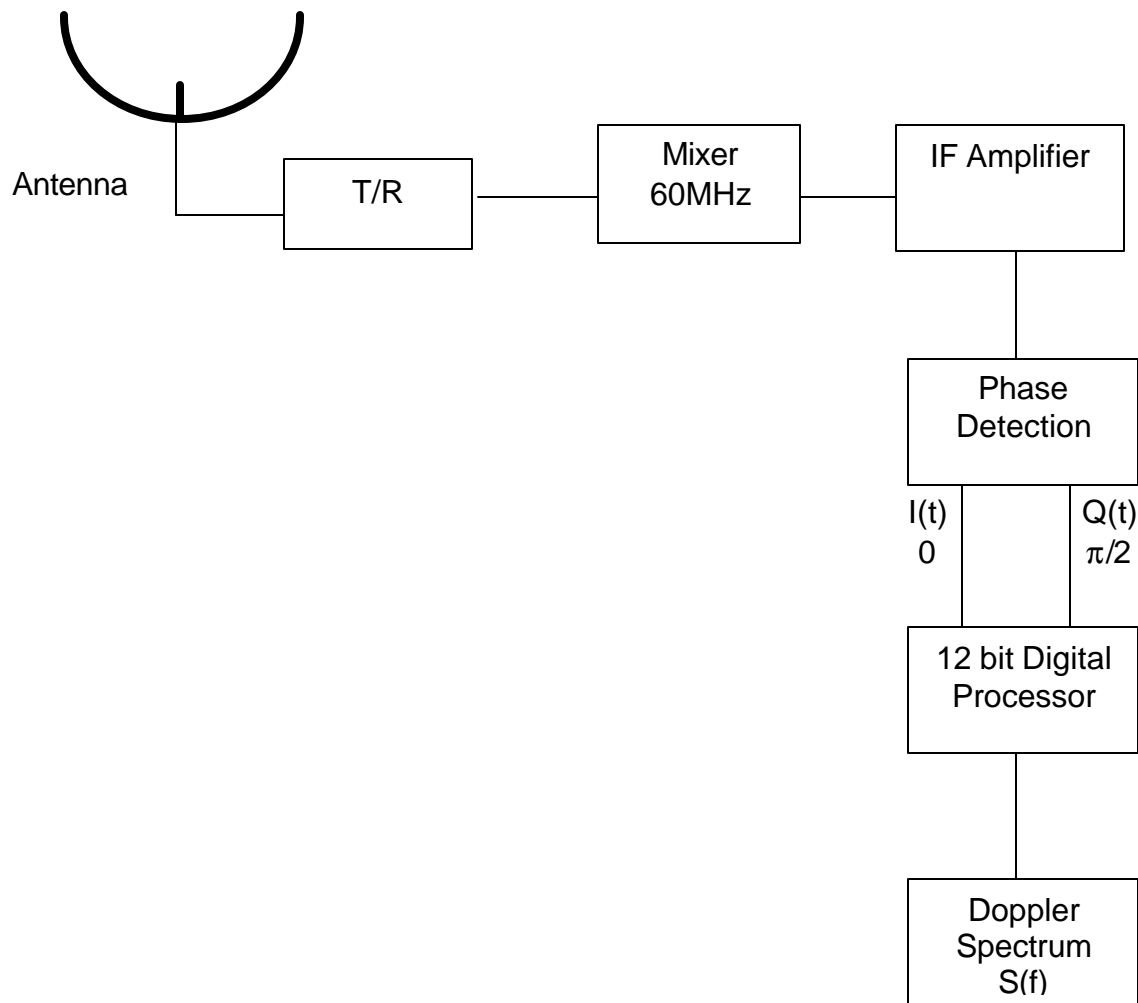 Antenna
T/R
Mixer
60MHz
IF Amplifier
Phase
Detection
I(t)
0
Q(t)
π/2
12 bit Digital
Processor
Doppler
Spectrum
S(f)